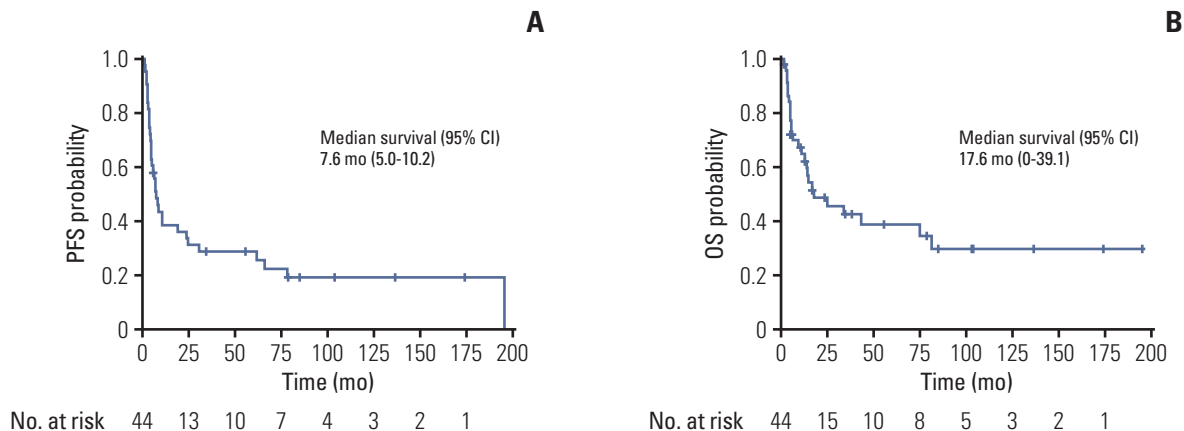 A
PFS probability
1.0
0.8
0.6
0.4
0.2
0
Median survival (95% CI)
7.6 mo (5.0-10.2)
0 25 50 75 100 125 150 175 200
Time (mo)
No. at risk 44 13 10 7 4 3 2 1
B
OS probability
1.0
0.8
0.6
0.4
0.2
0
Median survival (95% CI)
17.6 mo (0-39.1)
0 25 50 75 100 125 150 175 200
Time (mo)
No. at risk 44 15 10 8 5 3 2 1